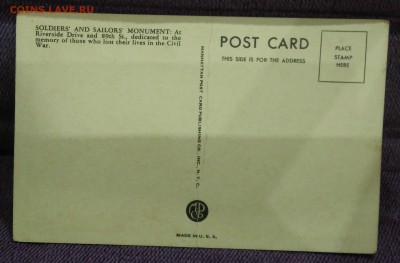 COINS.LAV.RU
SOLDIERS' AND SAILORS' MONUMENT: At
Riverside Drive and 89th St., dedicated to the
memory of those who lost their lives in the Civil
War.
POST CARD
THIS SIDE IS FOR THE ADDRESS
PLACE
STAMP
HERE
MANHATTAN POST CARD PUBLISHING CO., INC., N. Y. C.
MADE IN U. S. A.